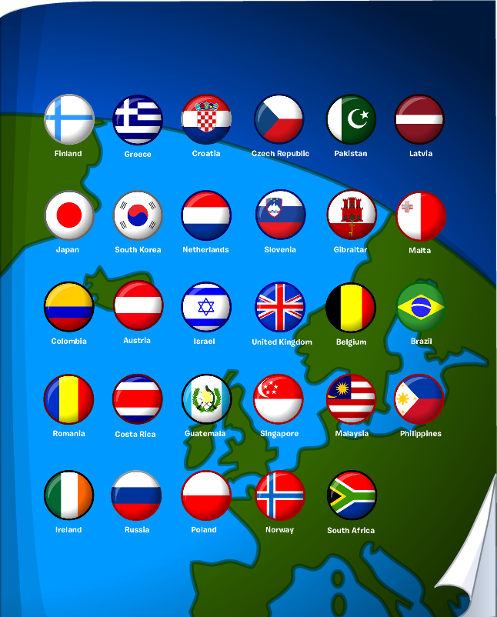 Finland Greece Croatia Czech Republic Pakistan Latvia
Japan South Korea Netherlands Slovenia Gibraltar Malta
Colombia Austria Israel United Kingdom Belgium Brazil
Romania Costa Rica Guatemala Singapore Malaysia Philippines
Ireland Russia Poland Norway South Africa